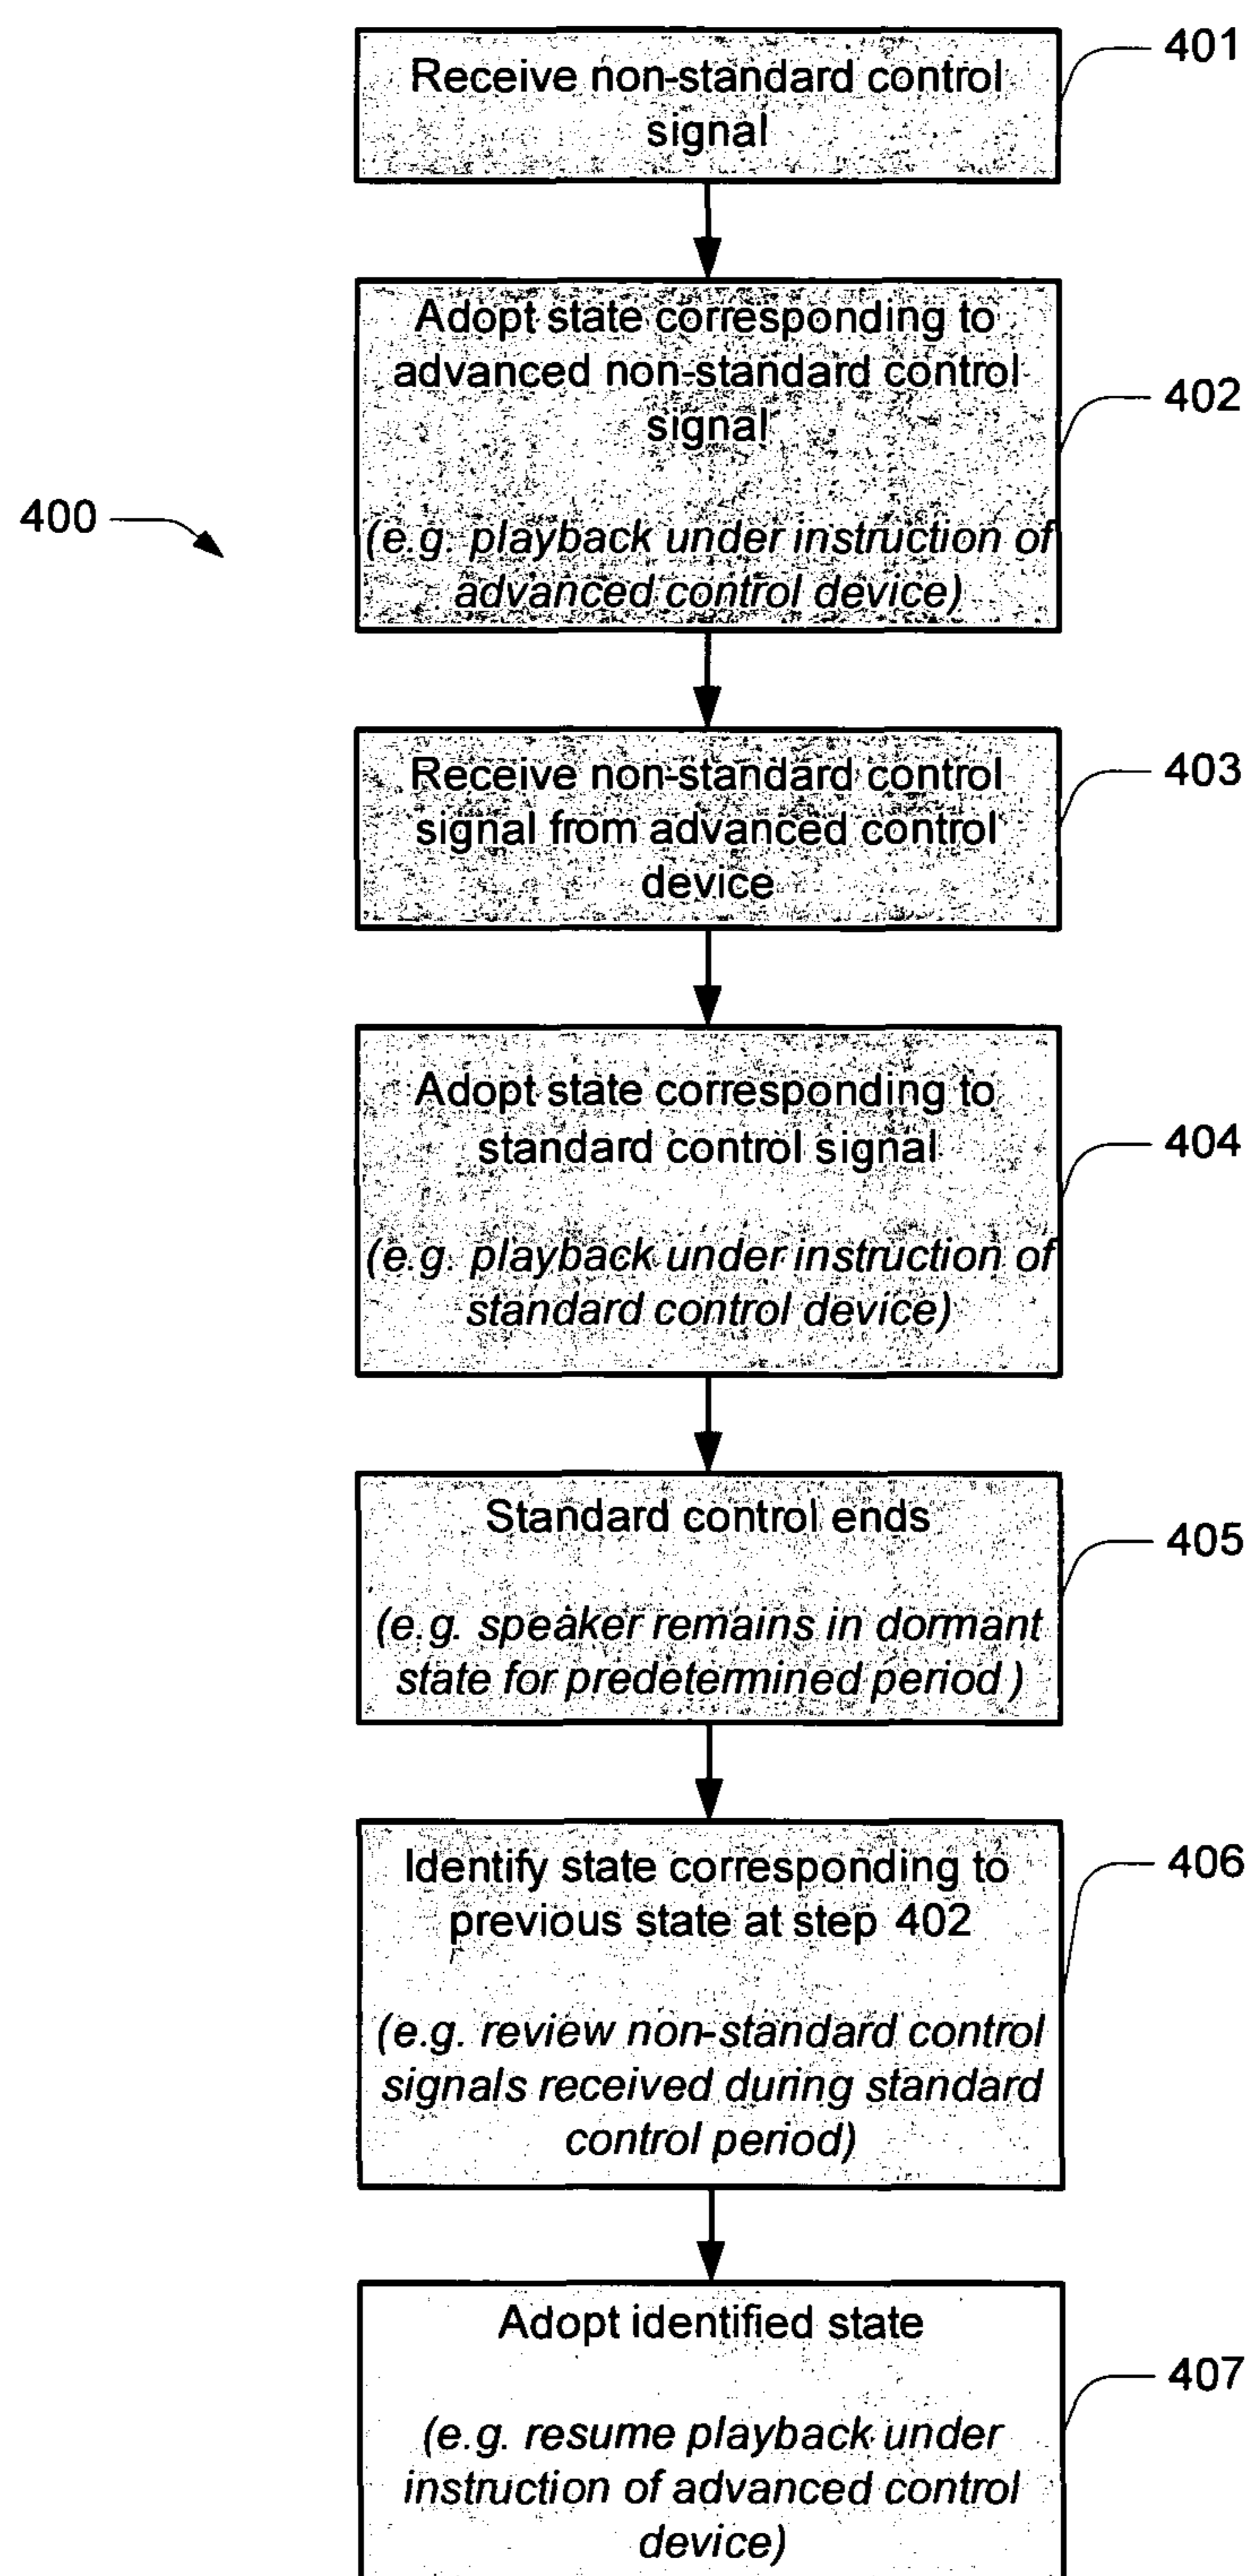 Receive non-standard control
signal
401
Adopt state corresponding to
advanced non-standard control
signal
(e.g. playback under instruction of
advanced control device)
402
400
Receive non-standard control
signal from advanced control
device
403
Adopt state corresponding to
standard control signal
(e.g. playback under instruction of
standard control device)
404
Standard control ends
(e.g. speaker remains in dormant
state for predetermined period )
405
Identify state corresponding to
previous state at step 402
(e.g. review non-standard control
signals received during standard
control period)
406
Adopt identified state
(e.g. resume playback under
instruction of advanced control
device)
407